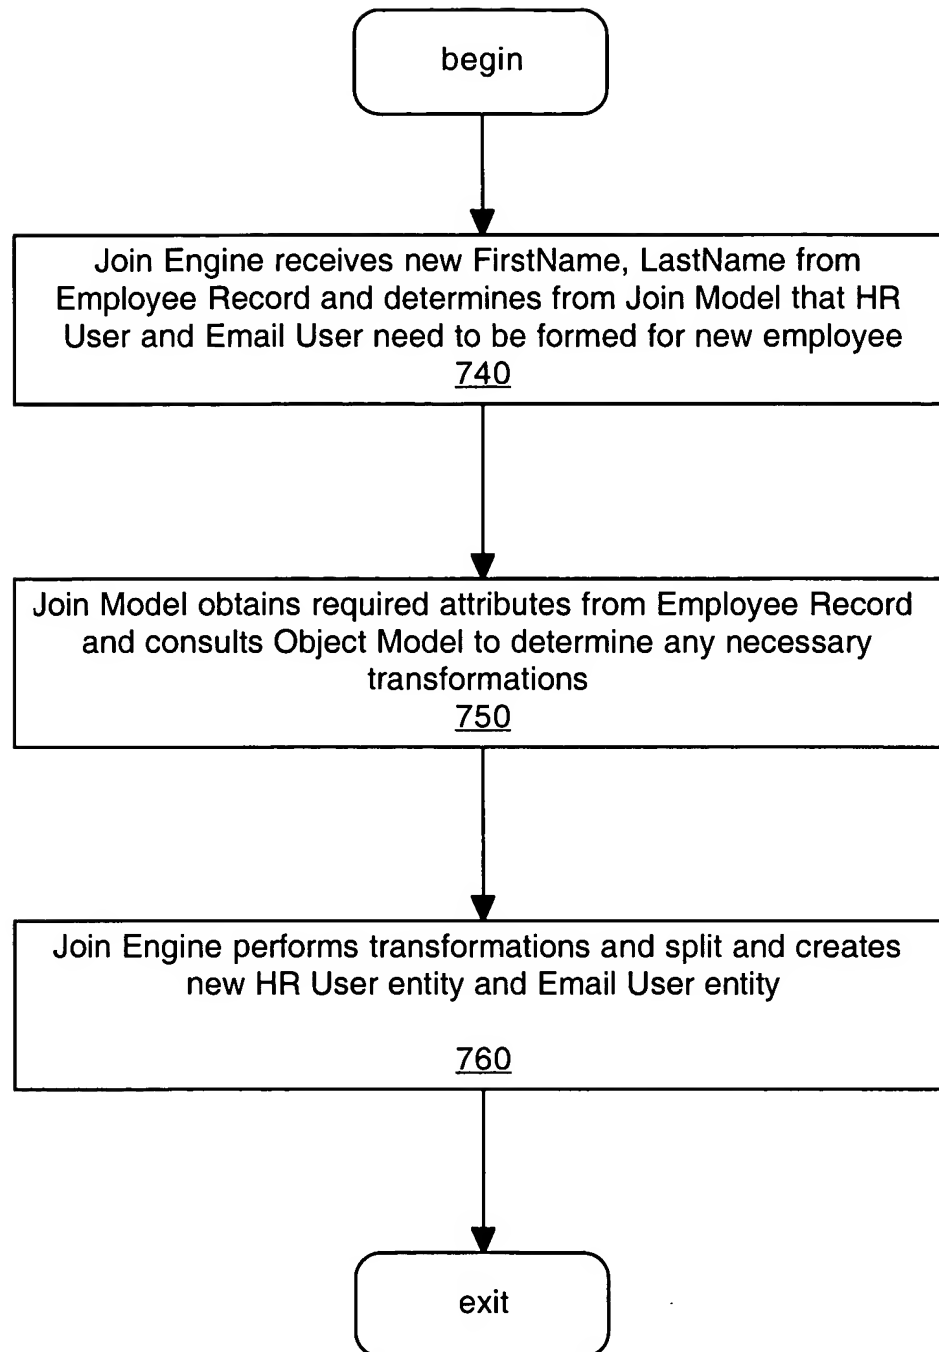 begin
Join Engine receives new FirstName, LastName from
Employee Record and determines from Join Model that HR
User and Email User need to be formed for new employee
740
Join Model obtains required attributes from Employee Record
and consults Object Model to determine any necessary
transformations
750
Join Engine performs transformations and split and creates
new HR User entity and Email User entity
760
exit